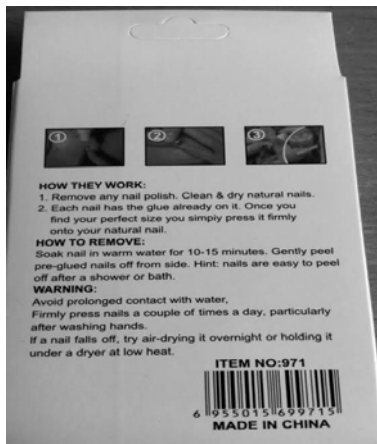 1 2 3
HOW THEY WORK:
1. Remove any nail polish. Clean & dry natural nails.
2. Each nail has the glue already on it. Once you
find your perfect size you simpiy press it firmly
onto your natural nail.
HOW TO REMOVE:
Soak nail in warm water for 10-15 minutes. Gently peel
pre-glued nails off from side. Hint: nails are easy to peel
off after a shower or bath.
WARNING:
Avoid prolonged contact with water,
Firmly press nails a couple of times a day, particularly
after washing hands.
If a nail falls off, try air-drying it overnight or holding it
under a dryer at low heat.
ITEM NO:971
6 955015 699715
MADE IN CHINA